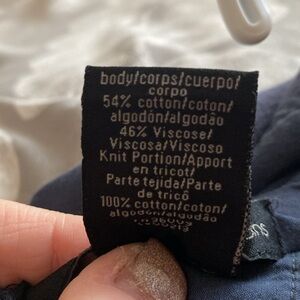 body/corps/cuerpo/
corpo
54% cotton/coton/
algodón/algodão
46% Viscose/
Viscosa/Viscoso
Knit Portion/Apport
en tricot/
Parte tejida/Parte
de tricô
100% cotton/coton/
algodón/algodão